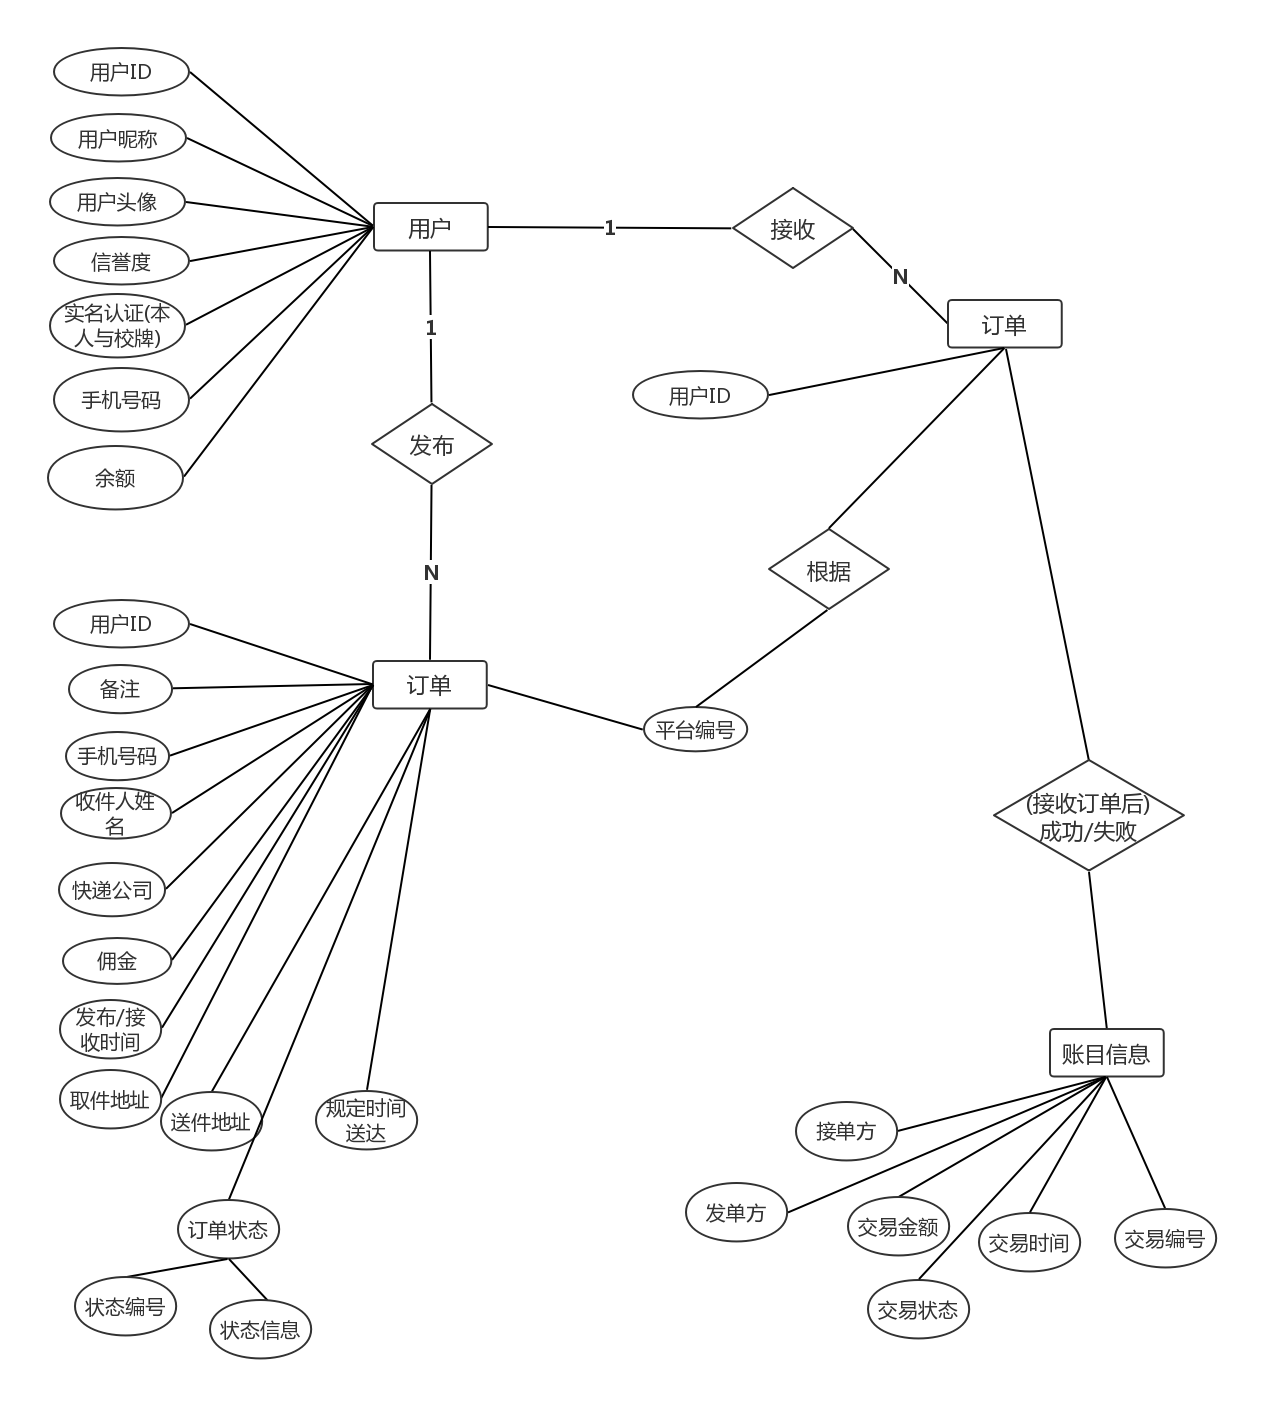 用户ID
用户昵称
用户头像
信誉度
实名认证(本
人与校牌)
手机号码
余额
用户
1
接收
N
订单
用户ID
1
发布
N
根据
用户ID
备注
手机号码
收件人姓
名
快递公司
佣金
发布/接
收时间
取件地址
送件地址
规定时间
送达
订单
平台编号
订单状态
状态编号
状态信息
(接收订单后)
成功/失败
账目信息
接单方
发单方
交易金额
交易状态
交易时间
交易编号